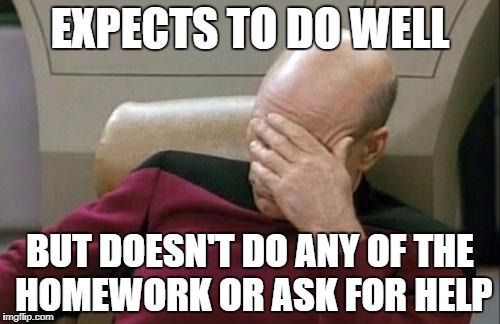 EXPECTS TO DO WELL
BUT DOESN'T DO ANY OF THE
HOMEWORK OR ASK FOR HELP
imgflip.com